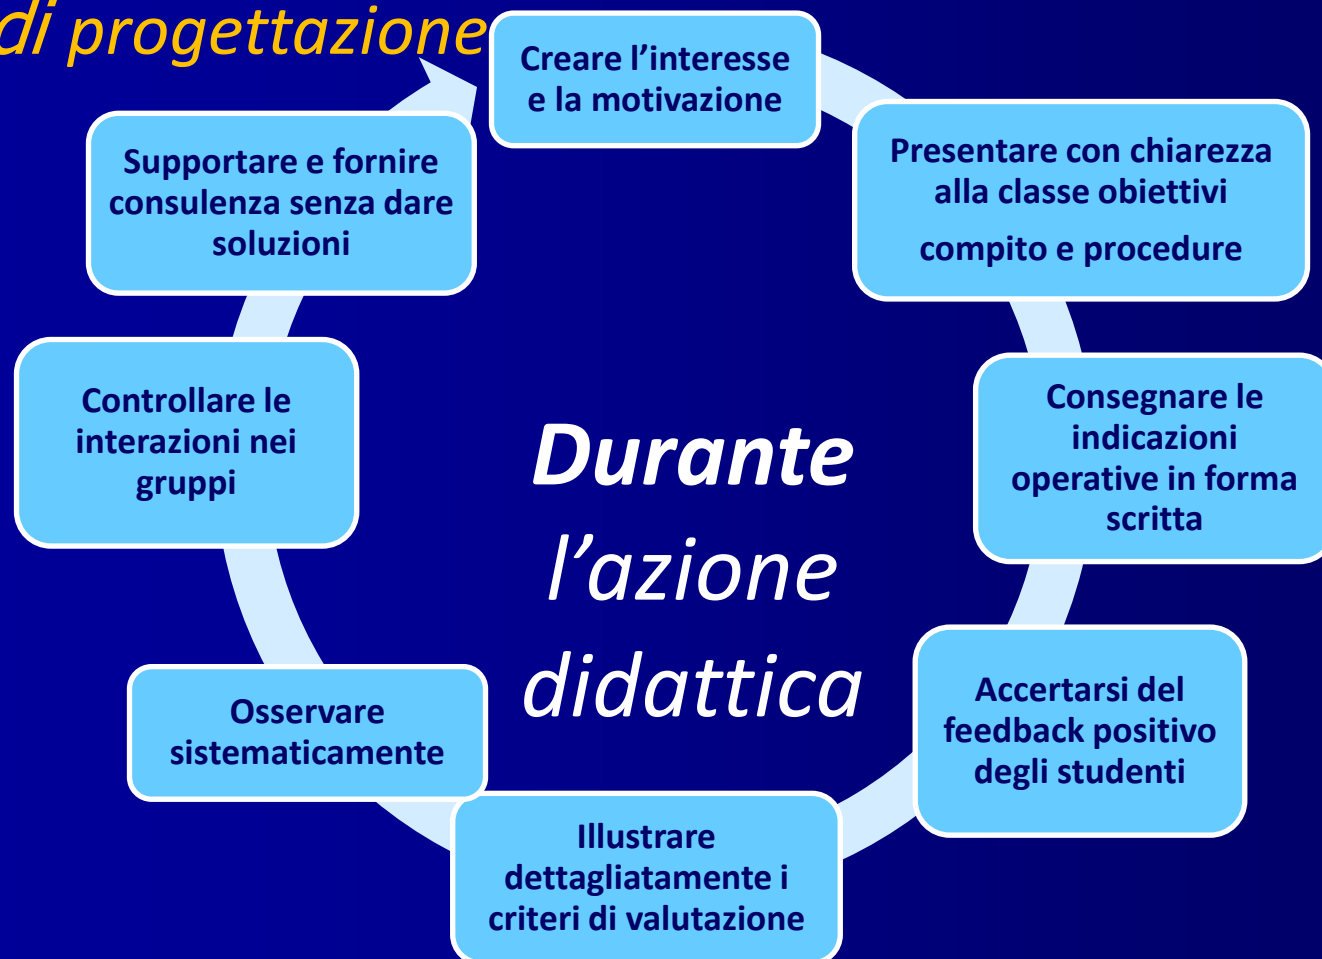 di progettazione
Creare l’interesse
e la motivazione
Presentare con chiarezza
alla classe obiettivi
compito e procedure
Consegnare le
indicazioni
operative in forma
scritta
Accertarsi del
feedback positivo
degli studenti
Illustrare
dettagliatamente i
criteri di valutazione
Osservare
sistematicamente
Controllare le
interazioni nei
gruppi
Supportare e fornire
consulenza senza dare
soluzioni
Durante
l’azione
didattica